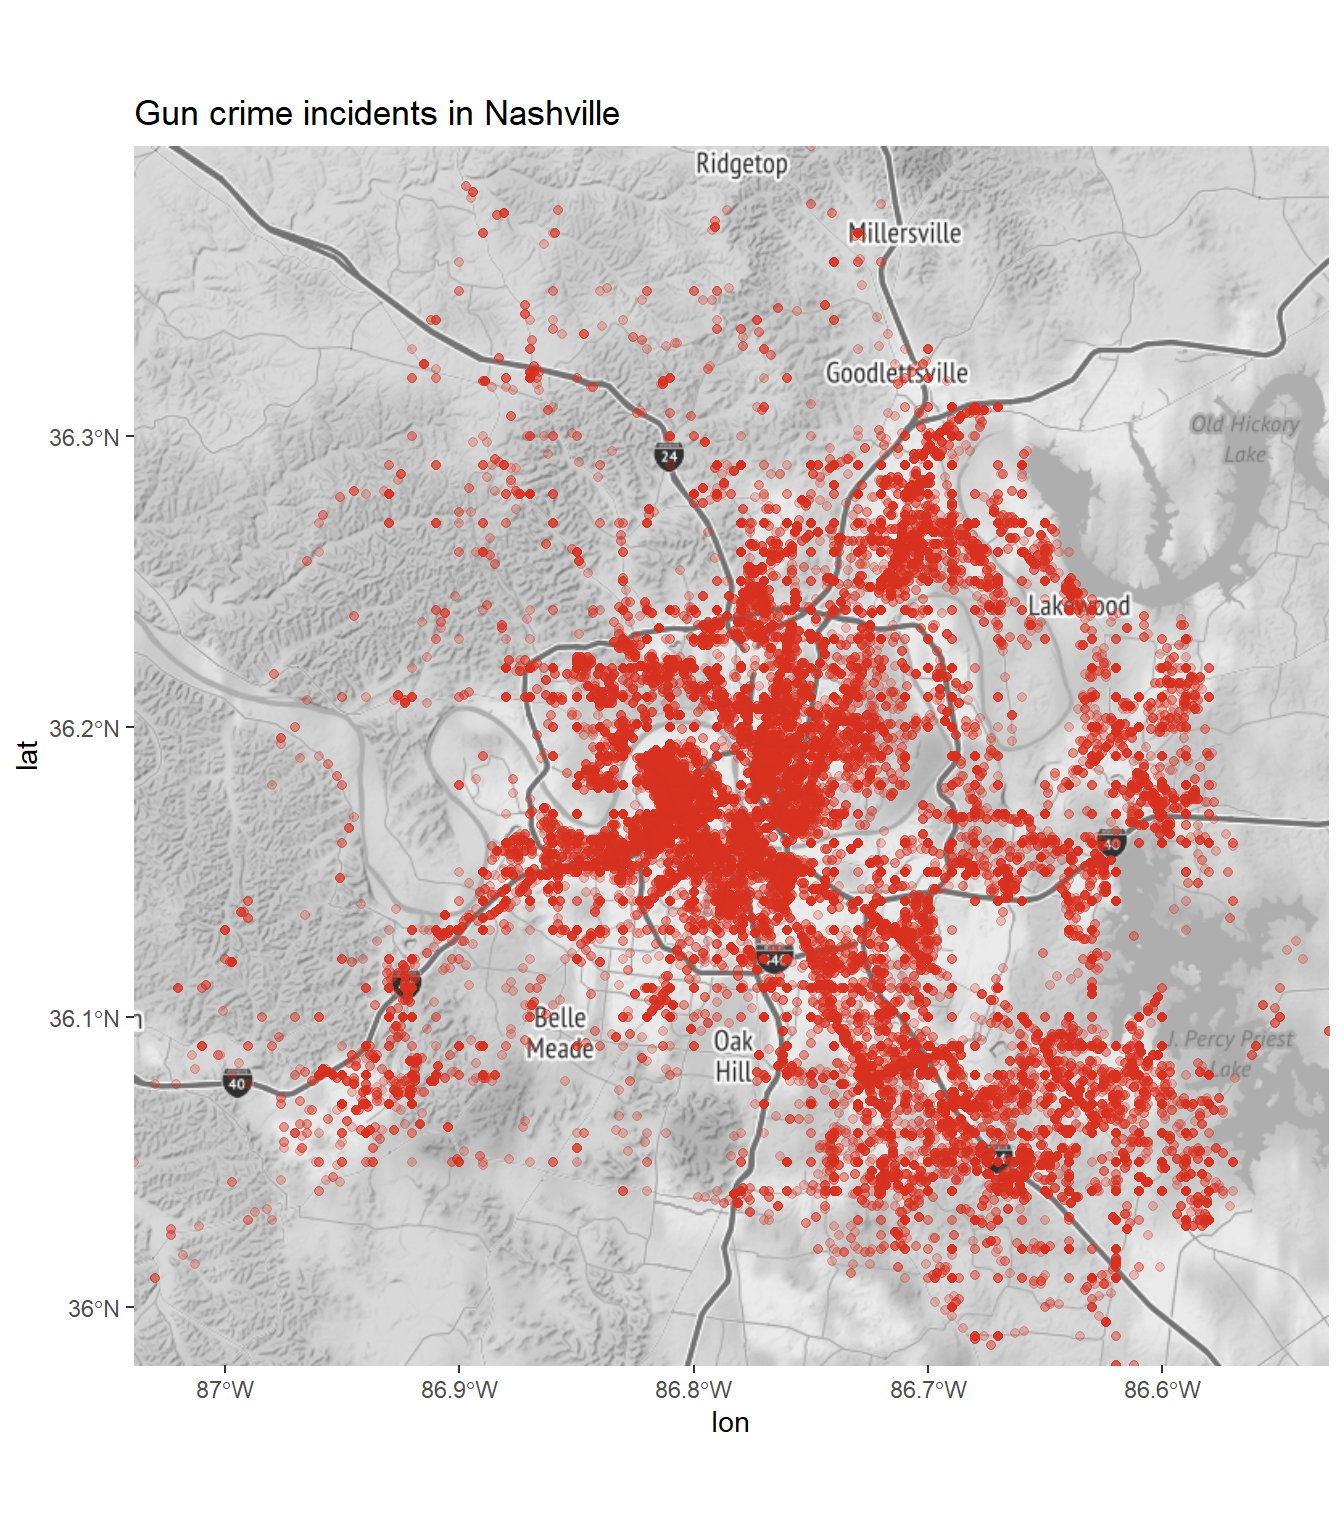 Gun crime incidents in Nashville
Ridgetop
Millersville
Goodlettsville
Old Hickory
Lake
24
36.3°N
Lakewood
lat
36.2°N
40
40
36.1°N
n
Belle
Meade
Oak
Hill
J. Percy Priest
Lake
40
36°N
87°W
86.9°W
86.8°W
86.7°W
86.6°W
lon